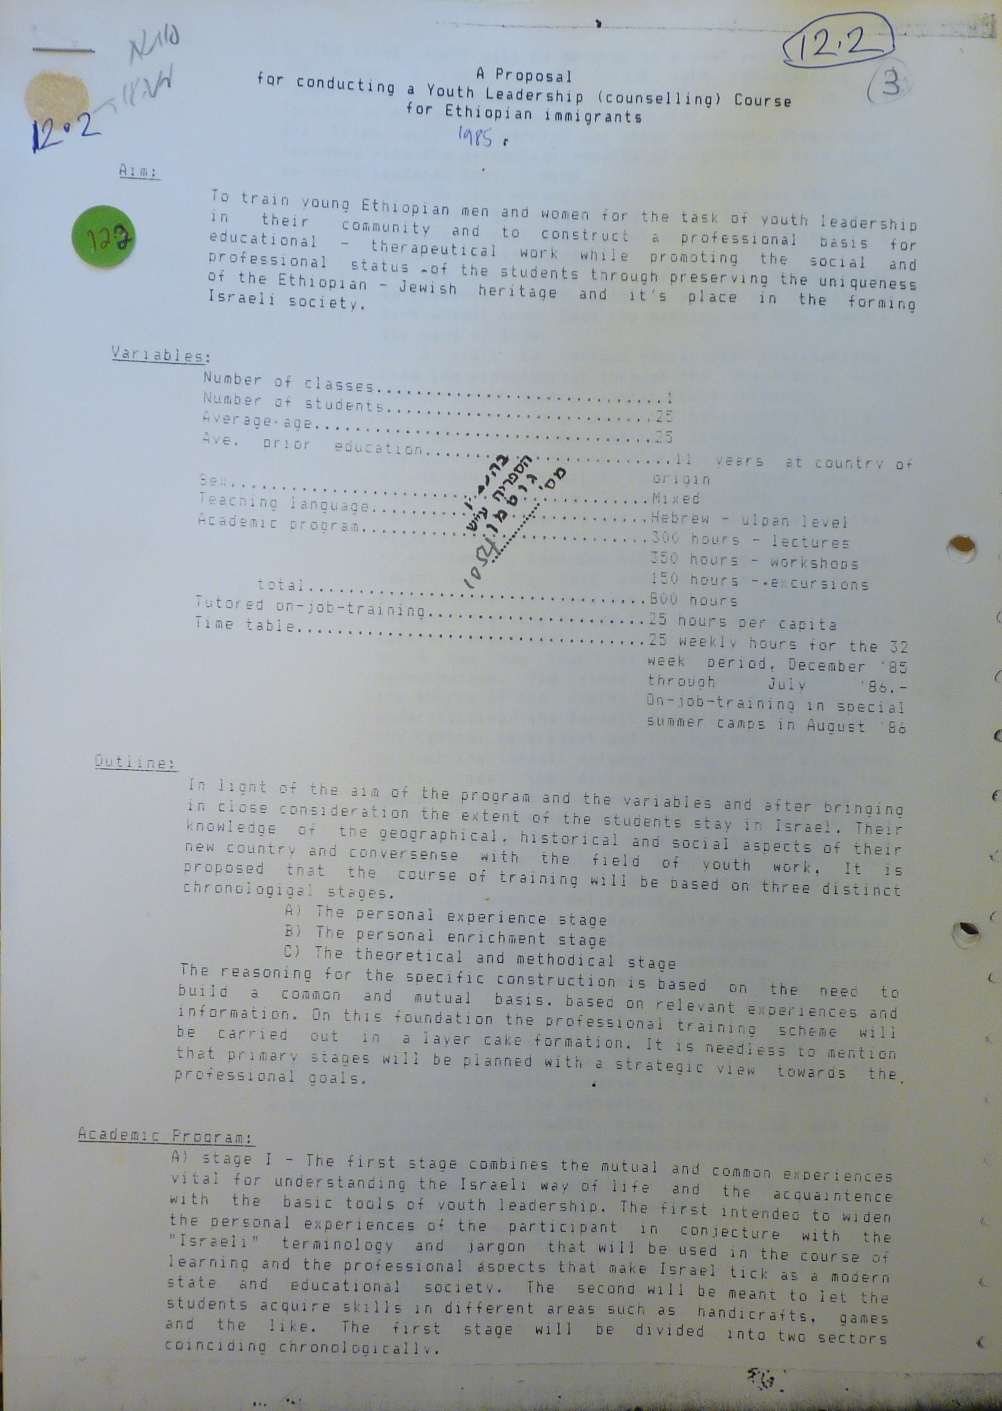 12.2
3
12.2
A Proposal
for conducting a Youth Leadership (counselling) Course
for Ethiopian immigrants
1985
Aim:
12.2
To train young Ethiopian men and women for the task of youth leadership
in their community and to construct a professional basis for
educational - therapeutical work while promoting the social and
professional status of the students through preserving the uniqueness
of the Ethiopian - Jewish heritage and it's place in the forming
Israeli society.
Variables:
Number of classes.............................1
Number of students..........................25
Average age.................................25
Ave. prior education........................11 years at country of
origin
Sex.........................................Mixed
Teaching language...........................Hebrew - ulpan level
Academic program............................300 hours - lectures
350 hours - workshops
150 hours - excursions
total.................................800 hours
Tutored on-job-training.....................25 hours per capita
Time table..................................25 weekly hours for the 32
week period, December '85
through July '86.-
On-job-training in special
summer camps in August '86
הספריה ע"ש
גוטמן
מס'
10521
Outline:
In light of the aim of the program and the variables and after bringing
in close consideration the extent of the students stay in Israel. Their
knowledge of the geographical, historical and social aspects of their
new country and conversense with the field of youth work, It is
proposed that the course of training will be based on three distinct
chronologigal stages.
A) The personal experience stage
B) The personal enrichment stage
C) The theoretical and methodical stage
The reasoning for the specific construction is based on the need to
build a common and mutual basis, based on relevant experiences and
information. On this foundation the professional training scheme will
be carried out in a layer cake formation. It is needless to mention
that primary stages will be planned with a strategic view towards the
professional goals.
Academic Program:
A) stage I - The first stage combines the mutual and common experiences
vital for understanding the Israeli way of life and the acquaintence
with the basic tools of youth leadership. The first intended to widen
the personal experiences of the participant in conjecture with the
"Israeli" terminology and jargon that will be used in the course of
learning and the professional aspects that make Israel tick as a modern
state and educational society. The second will be meant to let the
students acquire skills in different areas such as handicrafts, games
and the like. The first stage will be divided into two sectors
coinciding chronologically.